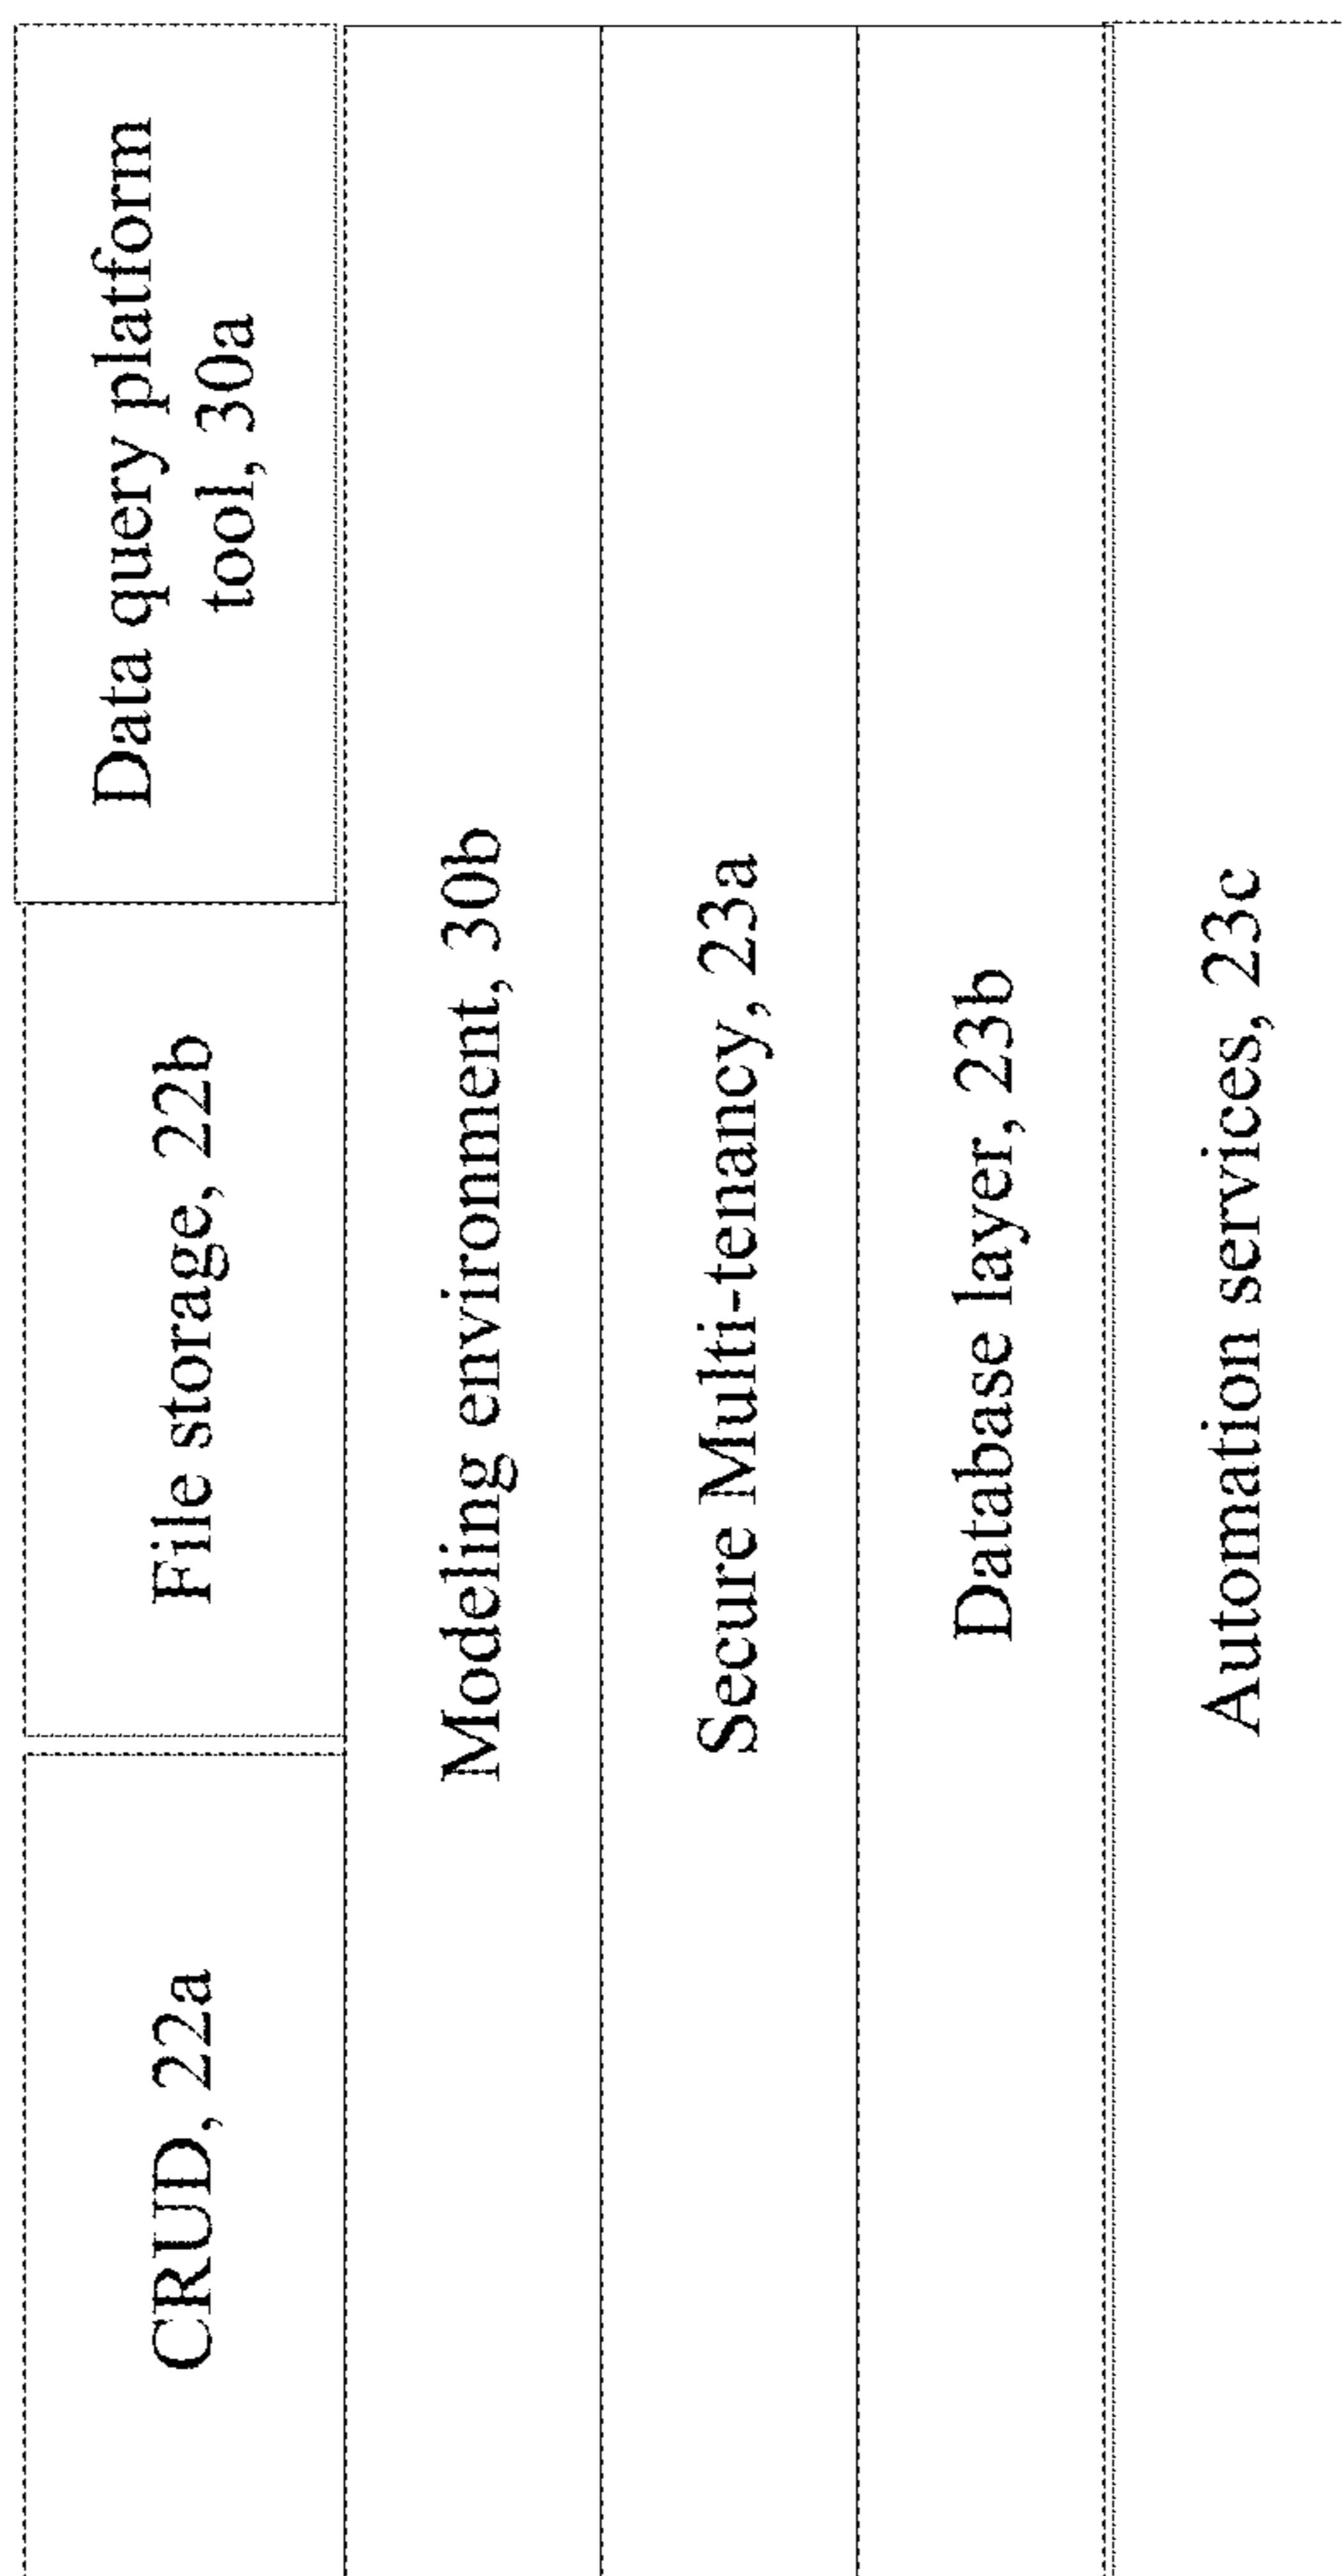 CRUD, 22a
File storage, 22b
Data query platform
tool, 30a
Modeling environment, 30b
Secure Multi-tenancy, 23a
Database layer, 23b
Automation services, 23c